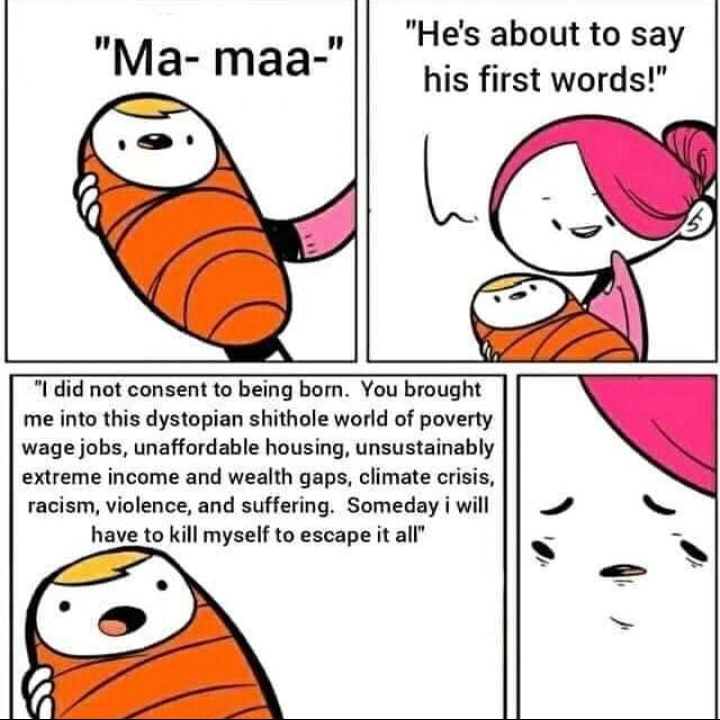 "Ma- maa-"
"He's about to say
his first words!"
"I did not consent to being born. You brought
me into this dystopian shithole world of poverty
wage jobs, unaffordable housing, unsustainably
extreme income and wealth gaps, climate crisis,
racism, violence, and suffering. Someday i will
have to kill myself to escape it all"